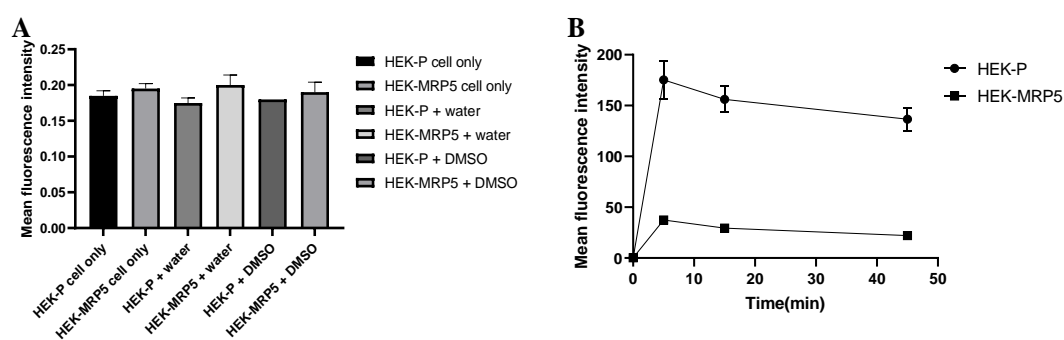 A
Mean fluorescence intensity
0.25
0.20
0.15
0.10
0.05
0.00
HEK-P cell only
HEK-MRP5 cell only
HEK-P + water
HEK-MRP5 + water
HEK-P + DMSO
HEK-MRP5 + DMSO
HEK-P cell only
HEK-MRP5 cell only
HEK-P + water
HEK-MRP5 + water
HEK-P + DMSO
HEK-MRP5 + DMSO
B
Mean fluorescence intensity
200
150
100
50
0
0
10
20
30
40
50
Time(min)
HEK-P
HEK-MRP5